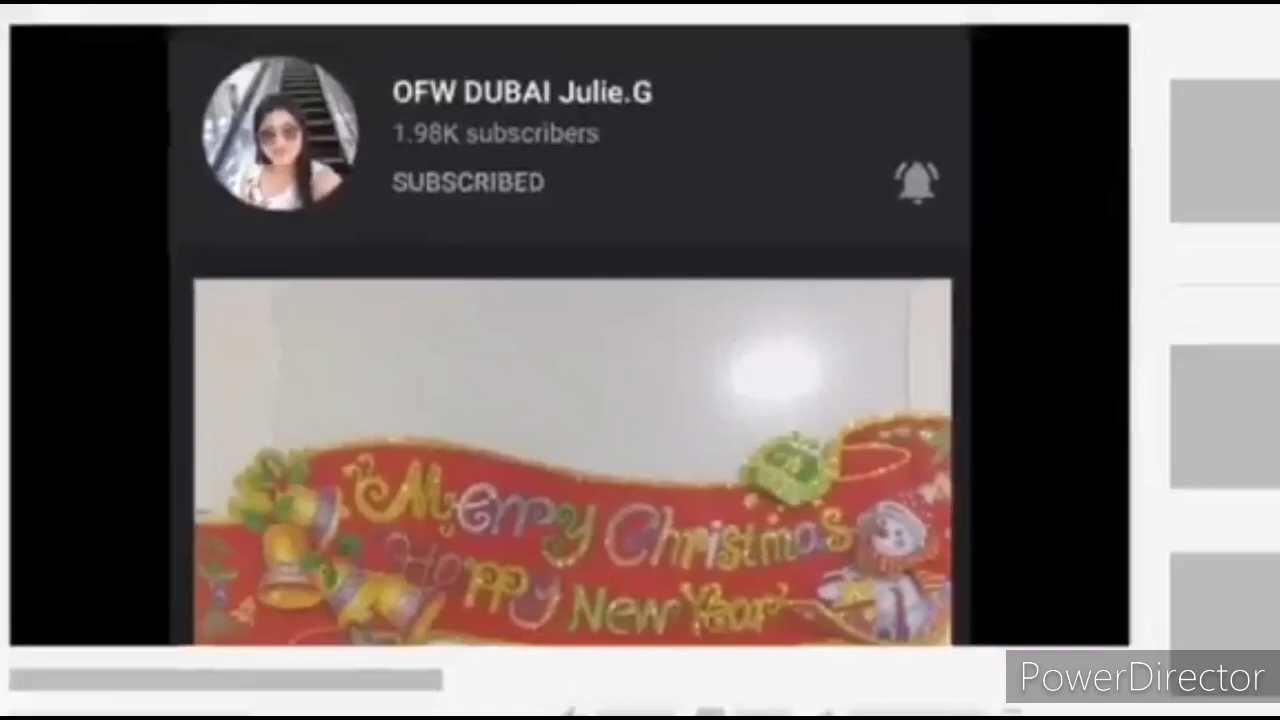 OFW DUBAI Julie.G
1.98K subscribers
SUBSCRIBED
Merry Christmas
Happy New Year
PowerDirector